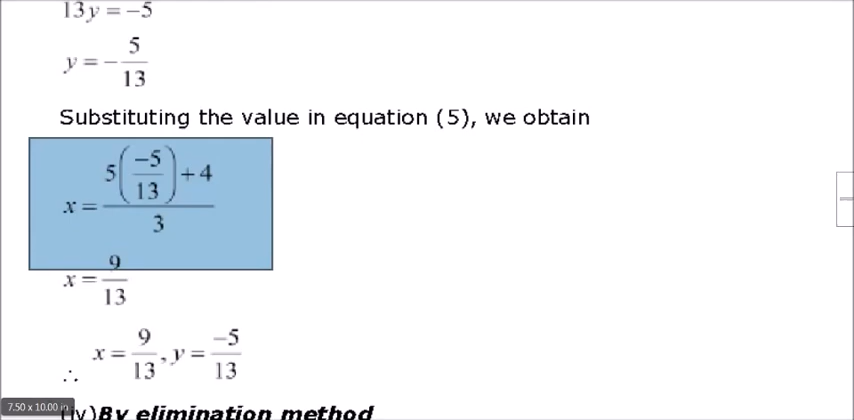 13y = −5
y = −5/13
Substituting the value in equation (5), we obtain
x = (5(−5/13) + 4)/3
x = 9/13
∴ x = 9/13, y = −5/13
7.50 x 10.00 in
(iv)By elimination method